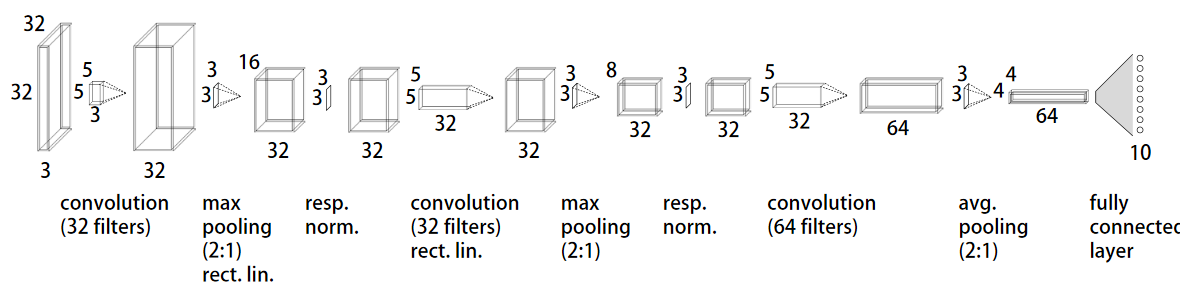 32
32
3
5
5
3
32
3
3
16
32
3
3
32
5
5
32
32
3
3
8
32
3
3
32
5
5
32
64
3
3
4
4
64
10
convolution
(32 filters)
max
pooling
(2:1)
rect. lin.
resp.
norm.
convolution
(32 filters)
rect. lin.
max
pooling
(2:1)
resp.
norm.
convolution
(64 filters)
avg.
pooling
(2:1)
fully
connected
layer